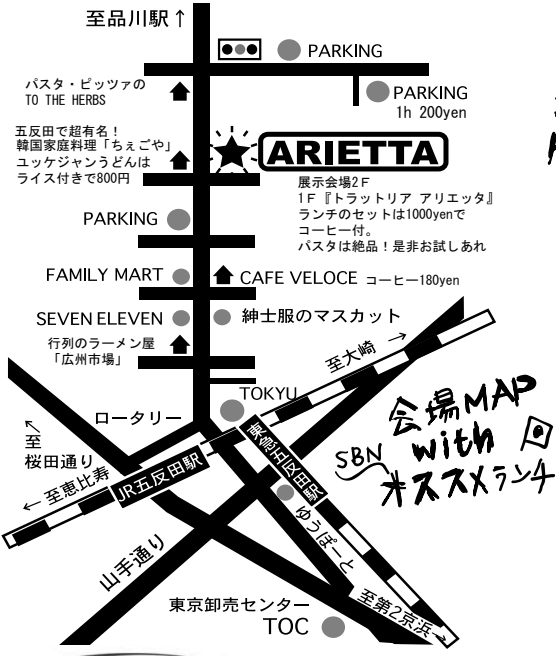 至品川駅↑
PARKING
パスタ・ピッツァの
TO THE HERBS
PARKING
1h 200yen
五反田で超有名！
韓国家庭料理「ちぇごや」
ユッケジャンうどんは
ライス付きで800円
ARIETTA
展示会場2F
1F『トラットリア アリエッタ』
ランチのセットは1000yenで
コーヒー付。
パスタは絶品！是非お試しあれ
PARKING
FAMILY MART
CAFE VELOCE コーヒー180yen
SEVEN ELEVEN
紳士服のマスカット
行列のラーメン屋
「広州市場」
至大崎→
TOKYU
ロータリー
←至桜田通り
←至恵比寿
JR五反田駅
東急五反田駅
会場MAP
with
SBN
オススメランチ
ゆうぽーと
山手通り
至第2京浜→
東京卸売センター
TOC